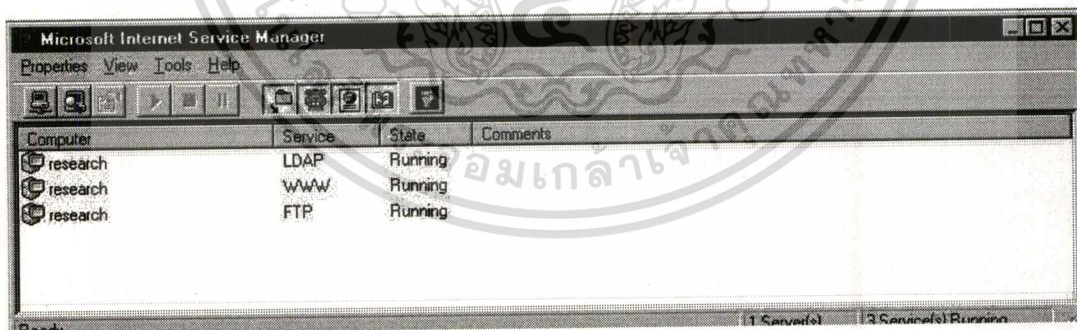 Microsoft Internet Service Manager
Properties View Tools Help
Computer Service State Comments
research LDAP Running
research WWW Running
research FTP Running
Ready 1 Server(s) 3 Service(s) Running